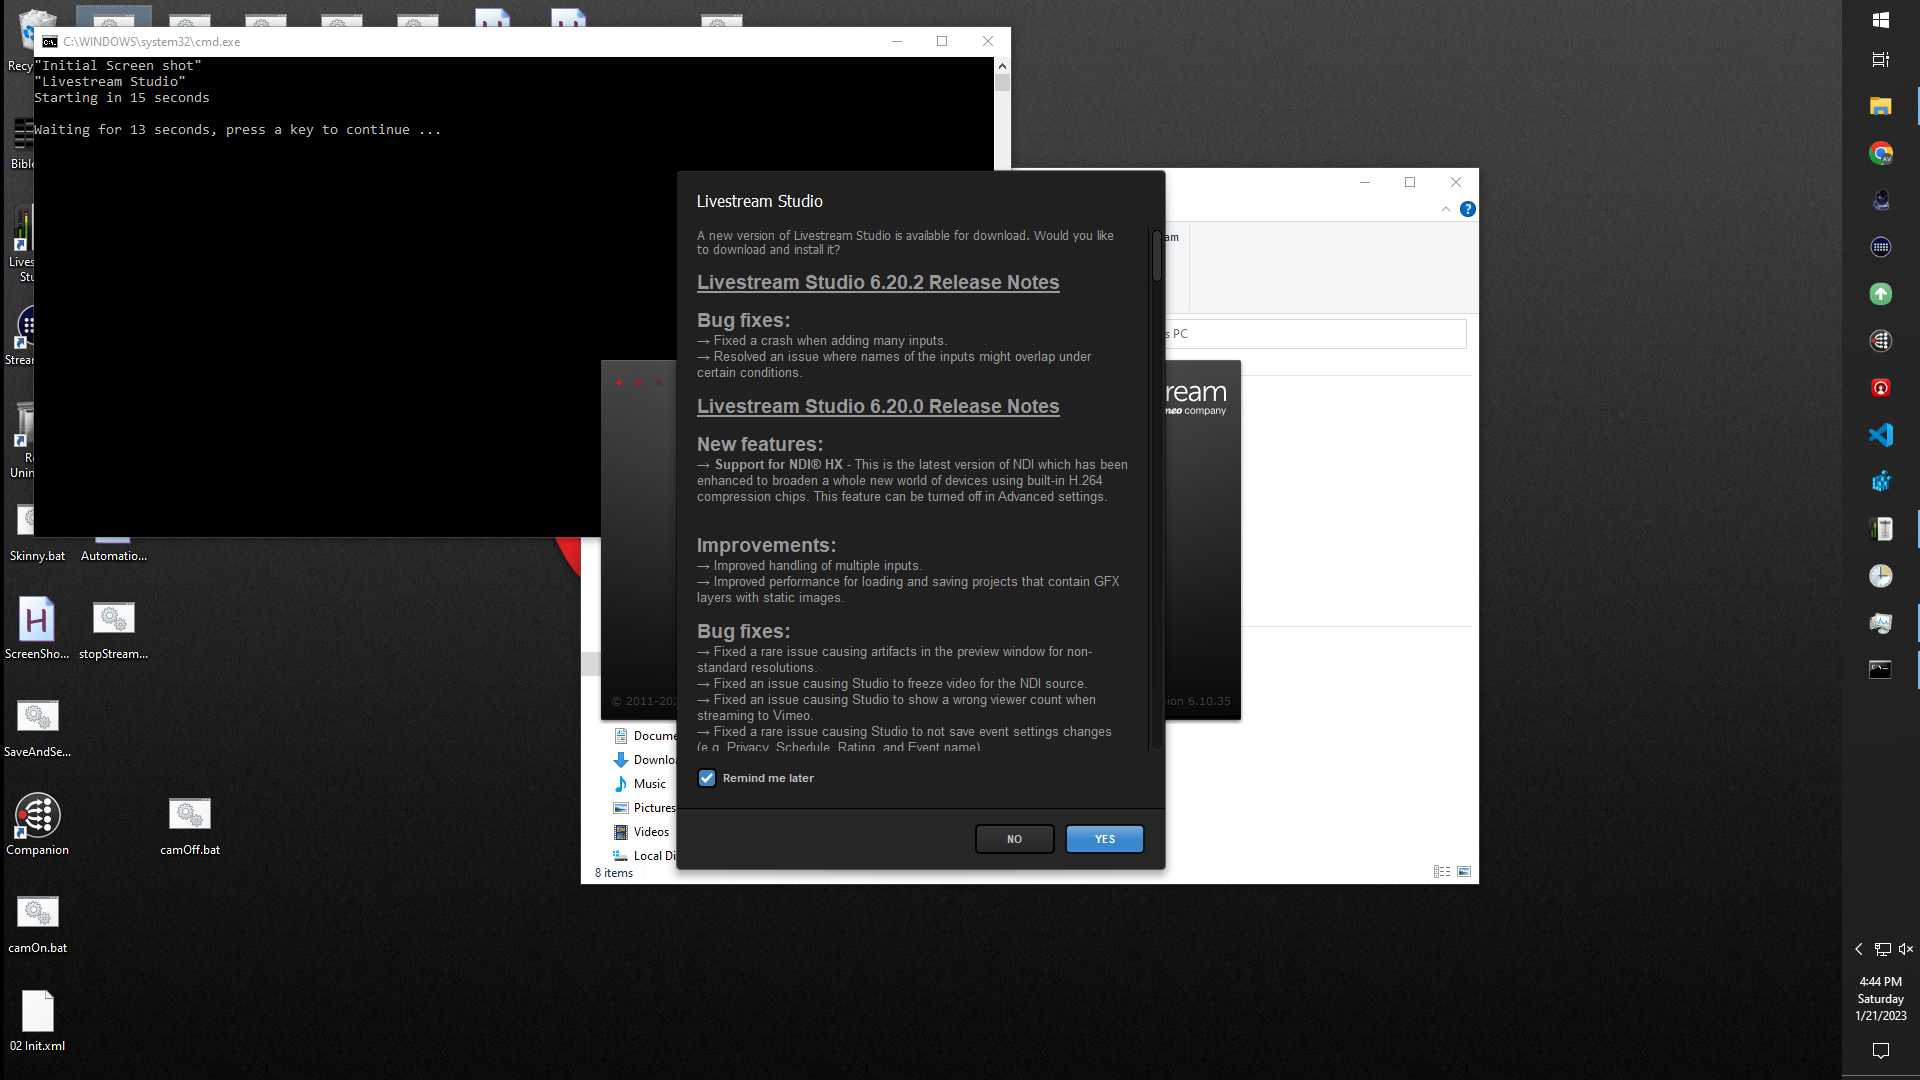 C:\WINDOWS\system32\cmd.exe
"Initial Screen shot"
"Livestream Studio"
Starting in 15 seconds
Waiting for 13 seconds, press a key to continue ...
Livestream Studio
A new version of Livestream Studio is available for download. Would you like
to download and install it?
Livestream Studio 6.20.2 Release Notes
Bug fixes:
→ Fixed a crash when adding many inputs.
→ Resolved an issue where names of the inputs might overlap under
certain conditions.
Livestream Studio 6.20.0 Release Notes
New features:
→ Support for NDI® HX - This is the latest version of NDI which has been
enhanced to broaden a whole new world of devices using built-in H.264
compression chips. This feature can be turned off in Advanced settings.
Improvements:
→ Improved handling of multiple inputs.
→ Improved performance for loading and saving projects that contain GFX
layers with static images.
Bug fixes:
→ Fixed a rare issue causing artifacts in the preview window for non-
standard resolutions.
→ Fixed an issue causing Studio to freeze video for the NDI source.
→ Fixed an issue causing Studio to show a wrong viewer count when
streaming to Vimeo.
→ Fixed a rare issue causing Studio to not save event settings changes
(e.g. Privacy, Schedule, Rating, and Event name)
Remind me later
NO
YES
am
s PC
ream
neo company
© 2011-202
ion 6.10.35
Docume
Downloa
Music
Pictures
Videos
Local Di
8 items
Recy
Bible
Lives
Stu
Strea
R
Unin
Skinny.bat
Automatio...
ScreenSho...
stopStream...
SaveAndSe...
Companion
camOff.bat
camOn.bat
02 Init.xml
4:44 PM
Saturday
1/21/2023